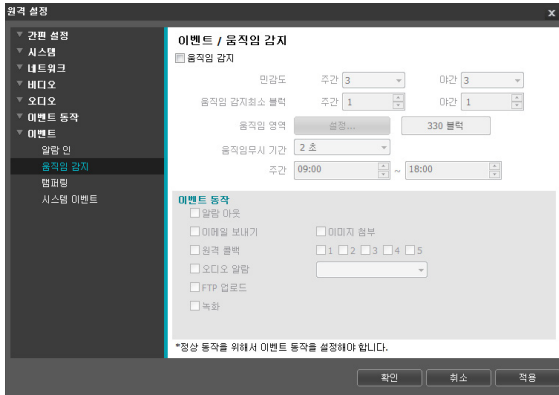 원격 설정
x
간편 설정
시스템
네트워크
비디오
오디오
이벤트 동작
이벤트
알람 인
움직임 감지
탬퍼링
시스템 이벤트
이벤트 / 움직임 감지
움직임 감지
민감도 주간 3 야간 3
움직임 감지최소 블럭 주간 1 야간 1
움직임 영역 설정... 330 블럭
움직임무시 기간 2 초
주간 09:00 ~ 18:00
이벤트 동작
알람 아웃
이메일 보내기 이미지 첨부
원격 콜백 1 2 3 4 5
오디오 알람
FTP 업로드
녹화
*정상 동작을 위해서 이벤트 동작을 설정해야 합니다.
확인 취소 적용